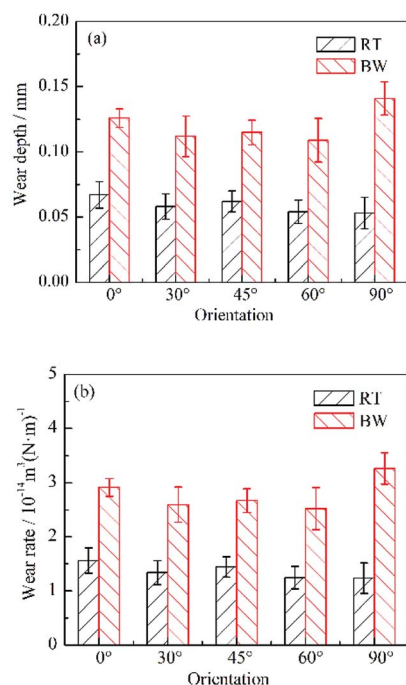 (a)
RT
BW
0.20
0.15
0.10
0.05
0.00
Wear depth / mm
0° 30° 45° 60° 90°
Orientation
(b)
RT
BW
5
4
3
2
1
0
Wear rate / 10⁻¹⁴ m³(N·m)⁻¹
0° 30° 45° 60° 90°
Orientation